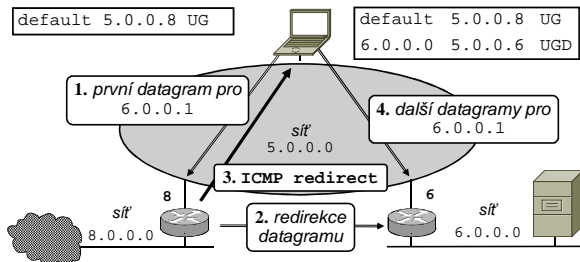 default 5.0.0.8 UG
default 5.0.0.8 UG
6.0.0.0 5.0.0.6 UGD
1. první datagram pro
6.0.0.1
4. další datagramy pro
6.0.0.1
síť
5.0.0.0
3. ICMP redirect
8
6
síť
8.0.0.0
2. redirekce
datagramu
síť
6.0.0.0